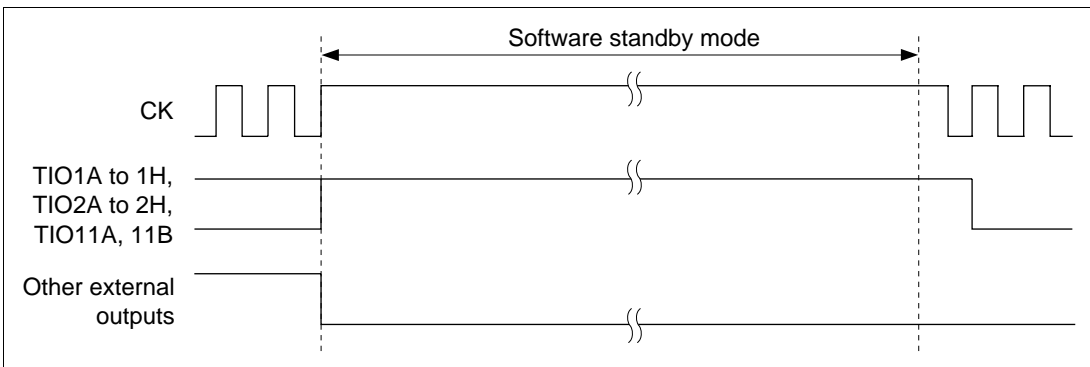 Software standby mode
CK
TIO1A to 1H,
TIO2A to 2H,
TIO11A, 11B
Other external
outputs